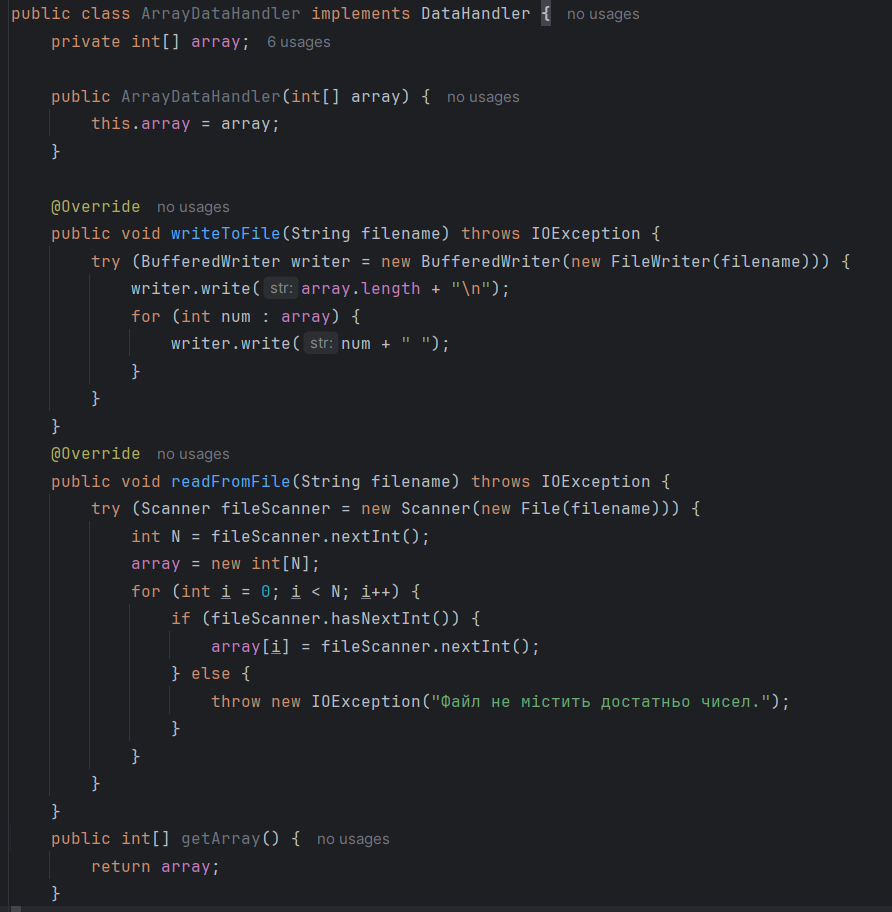 public class ArrayDataHandler implements DataHandler { no usages
private int[] array; 6 usages
public ArrayDataHandler(int[] array) { no usages
this.array = array;
}
@Override no usages
public void writeToFile(String filename) throws IOException {
try (BufferedWriter writer = new BufferedWriter(new FileWriter(filename))) {
writer.write( str: array.length + "\n");
for (int num : array) {
writer.write( str: num + " ");
}
}
}
@Override no usages
public void readFromFile(String filename) throws IOException {
try (Scanner fileScanner = new Scanner(new File(filename))) {
int N = fileScanner.nextInt();
array = new int[N];
for (int i = 0; i < N; i++) {
if (fileScanner.hasNextInt()) {
array[i] = fileScanner.nextInt();
} else {
throw new IOException("Файл не містить достатньо чисел.");
}
}
}
}
public int[] getArray() { no usages
return array;
}